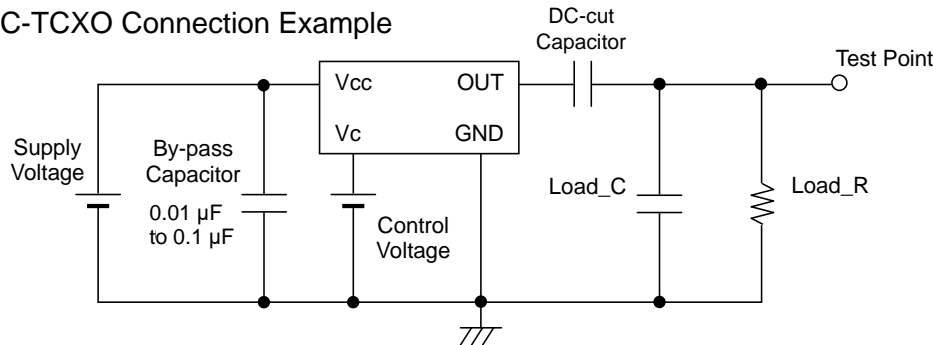 C-TCXO Connection Example
DC-cut
Capacitor
Test Point
Vcc
OUT
Vc
GND
Supply
Voltage
By-pass
Capacitor
0.01 µF
to 0.1 µF
Control
Voltage
Load_C
Load_R